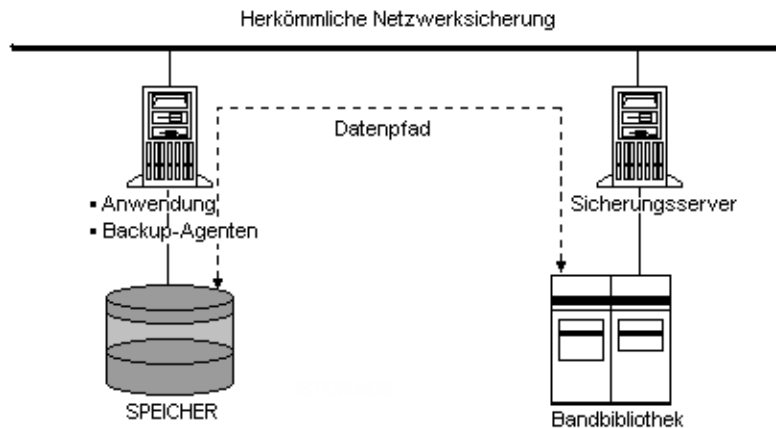 Herkömmliche Netzwerksicherung
Datenpfad
▪ Anwendung
▪ Backup-Agenten
Sicherungsserver
SPEICHER
Bandbibliothek